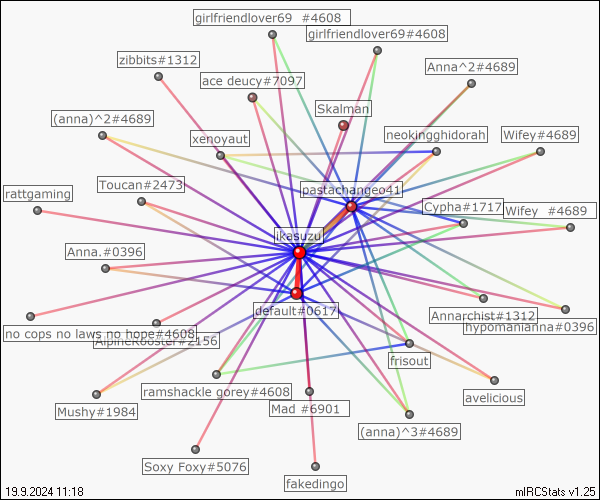 girlfriendlover69  #4608
girlfriendlover69#4608
zibbits#1312
Anna^2#4689
ace deucy#7097
Skalman
(anna)^2#4689
xenoyaut
neokingghidorah
Wifey#4689
Toucan#2473
pastachangeo41
rattgaming
Cypha#1717
Wifey  #4689
ikasuzu
Anna.#0396
default#0617
Annarchist#1312
hypomanianna#0396
no cops no laws no hope#4608
frisout
ramshackle gorey#4608
avelicious
Mushy#1984
Mad #6901
(anna)^3#4689
Soxy Foxy#5076
fakedingo
19.9.2024 11:18
mIRCStats v1.25